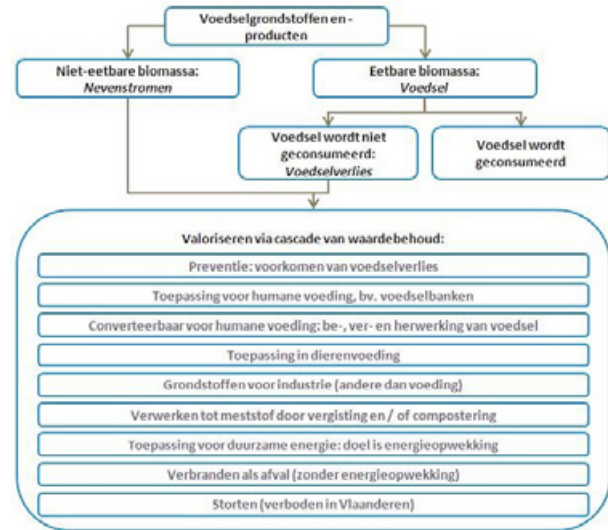 Voedselgrondstoffen en -
producten
Niet-eetbare biomassa:
Nevenstromen
Eetbare biomassa:
Voedsel
Voedsel wordt niet
geconsumeerd:
Voedselverlies
Voedsel wordt
geconsumeerd
Valoriseren via cascade van waardebehoud:
Preventie: voorkomen van voedselverlies
Toepassing voor humane voeding, bv. voedselbanken
Converteerbaar voor humane voeding: be-, ver- en herwerking van voedsel
Toepassing in dierenvoeding
Grondstoffen voor industrie (andere dan voeding)
Verwerken tot meststof door vergisting en / of compostering
Toepassing voor duurzame energie: doel is energieopwekking
Verbranden als afval (zonder energieopwekking)
Storten (verboden in Vlaanderen)